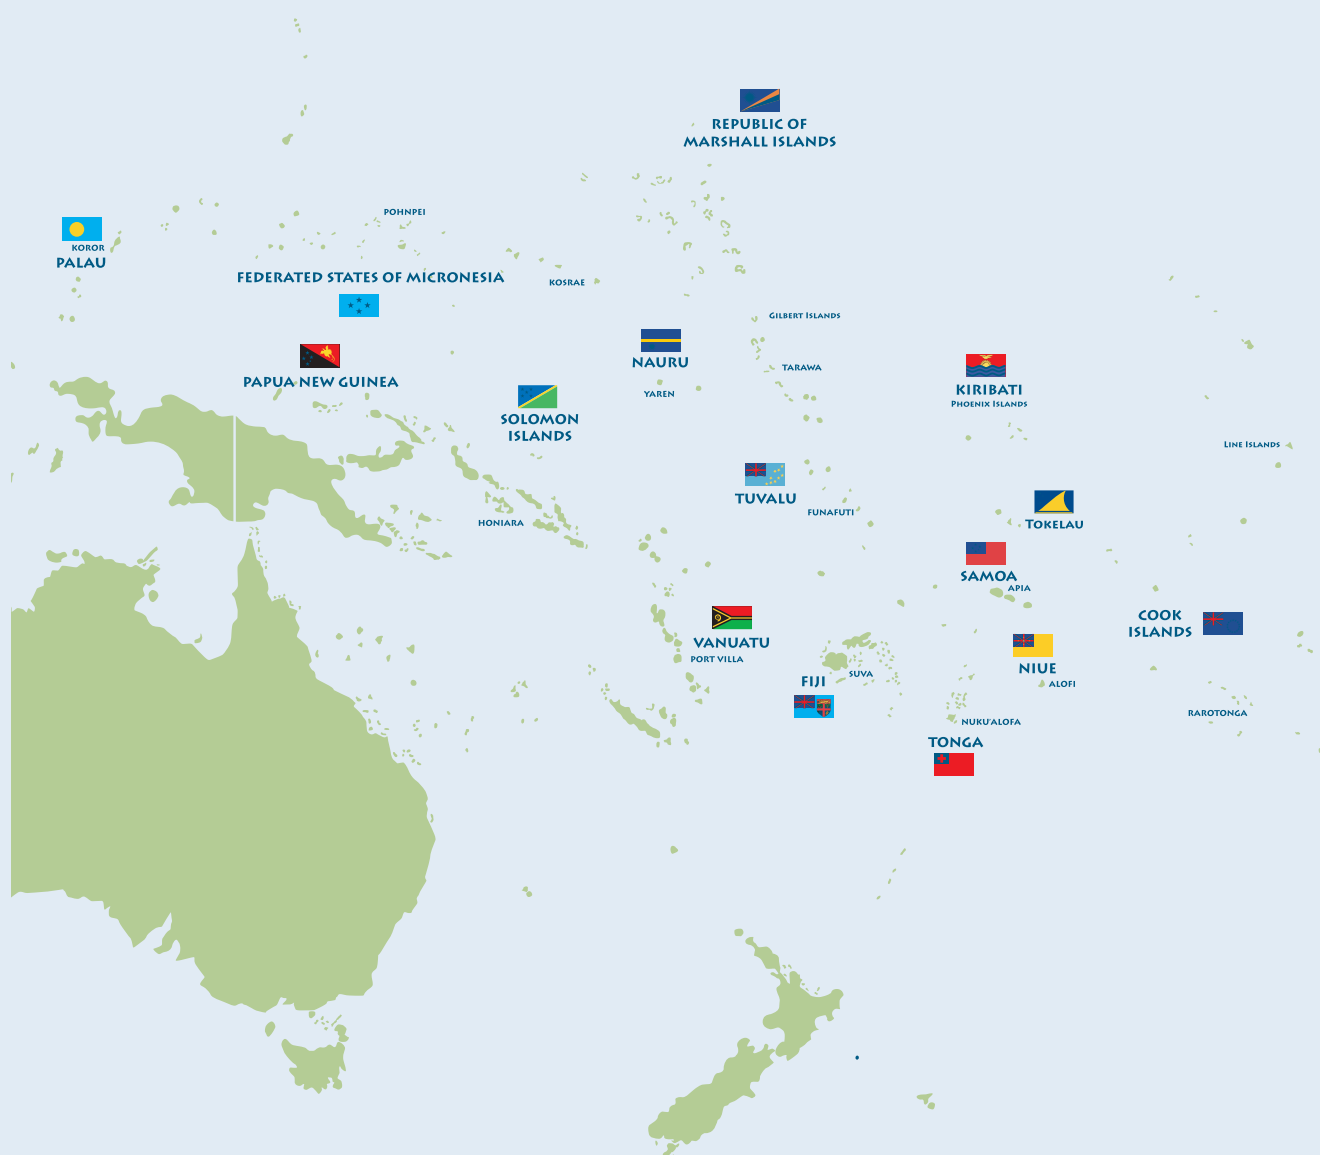 REPUBLIC OF
MARSHALL ISLANDS
POHNPEI
KOROR
PALAU
FEDERATED STATES OF MICRONESIA
KOSRAE
GILBERT ISLANDS
NAURU
TARAWA
PAPUA NEW GUINEA
YAREN
KIRIBATI
PHOENIX ISLANDS
SOLOMON
ISLANDS
LINE ISLANDS
TUVALU
FUNAFUTI
HONIARA
TOKELAU
SAMOA
APIA
COOK
ISLANDS
VANUATU
PORT VILLA
NIUE
ALOFI
SUVA
FIJI
RAROTONGA
NUKU'ALOFA
TONGA